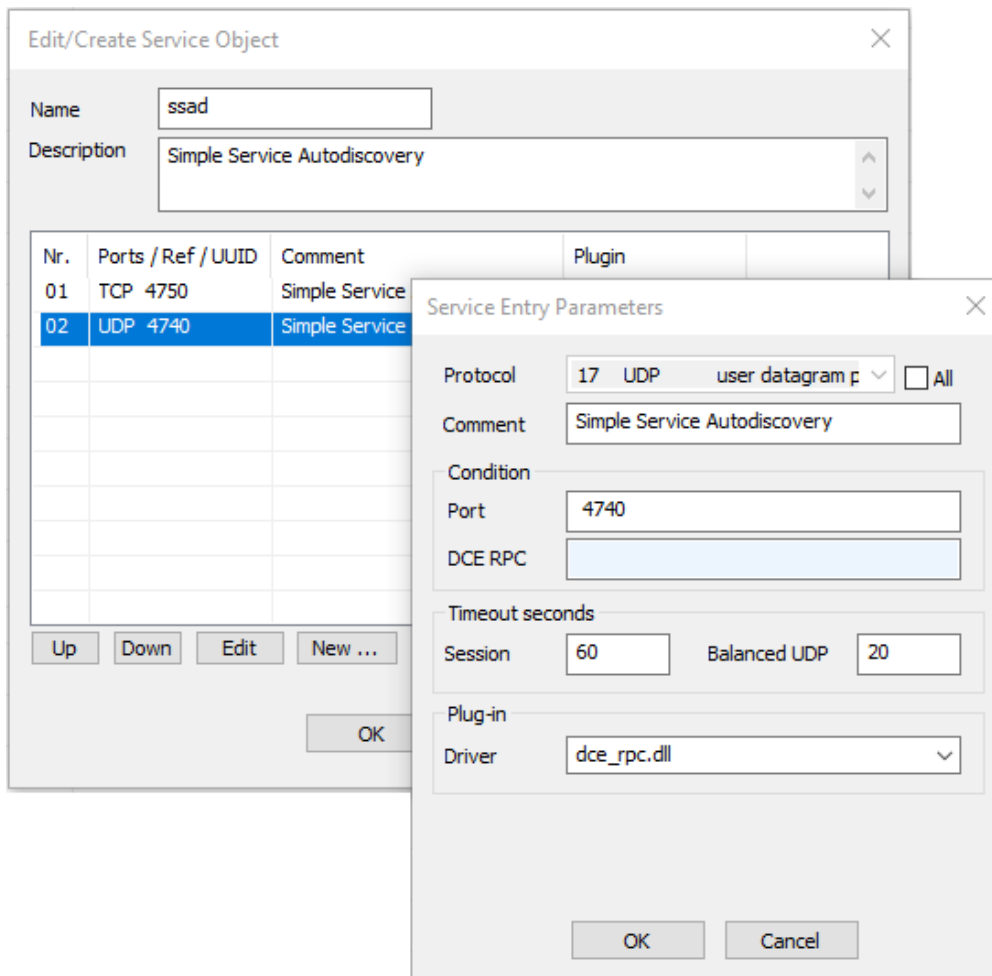 Edit/Create Service Object
Name ssad
Description Simple Service Autodiscovery
Nr. Ports / Ref / UUID Comment Plugin
01 TCP 4750 Simple Service
02 UDP 4740 Simple Service
Up Down Edit New ...
OK
Service Entry Parameters
Protocol 17 UDP user datagram p All
Comment Simple Service Autodiscovery
Condition
Port 4740
DCE RPC
Timeout seconds
Session 60 Balanced UDP 20
Plug-in
Driver dce_rpc.dll
OK Cancel